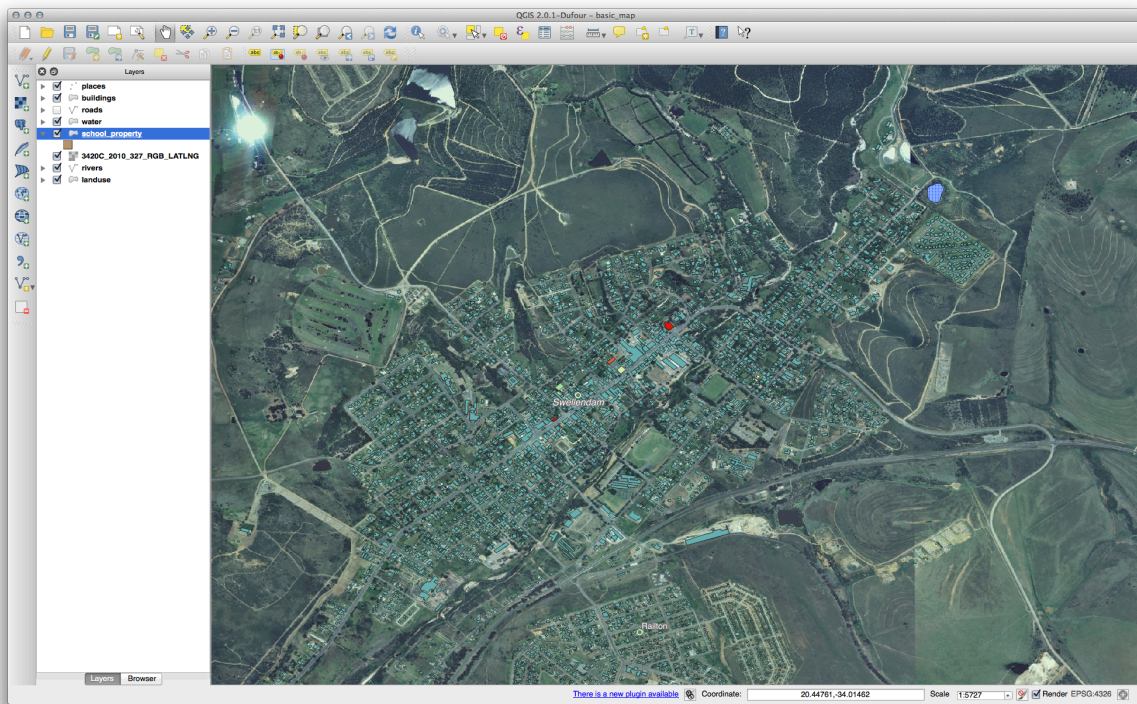 QGIS 2.0.1-Dufour - basic_map
Layers
places
buildings
roads
water
school_property
3420C_2010_327_RGB_LATLNG
rivers
landuse
Swellendam
Railton
Layers Browser
There is a new plugin available Coordinate: 20.44761,-34.01462 Scale 1:5727 Render EPSG:4326